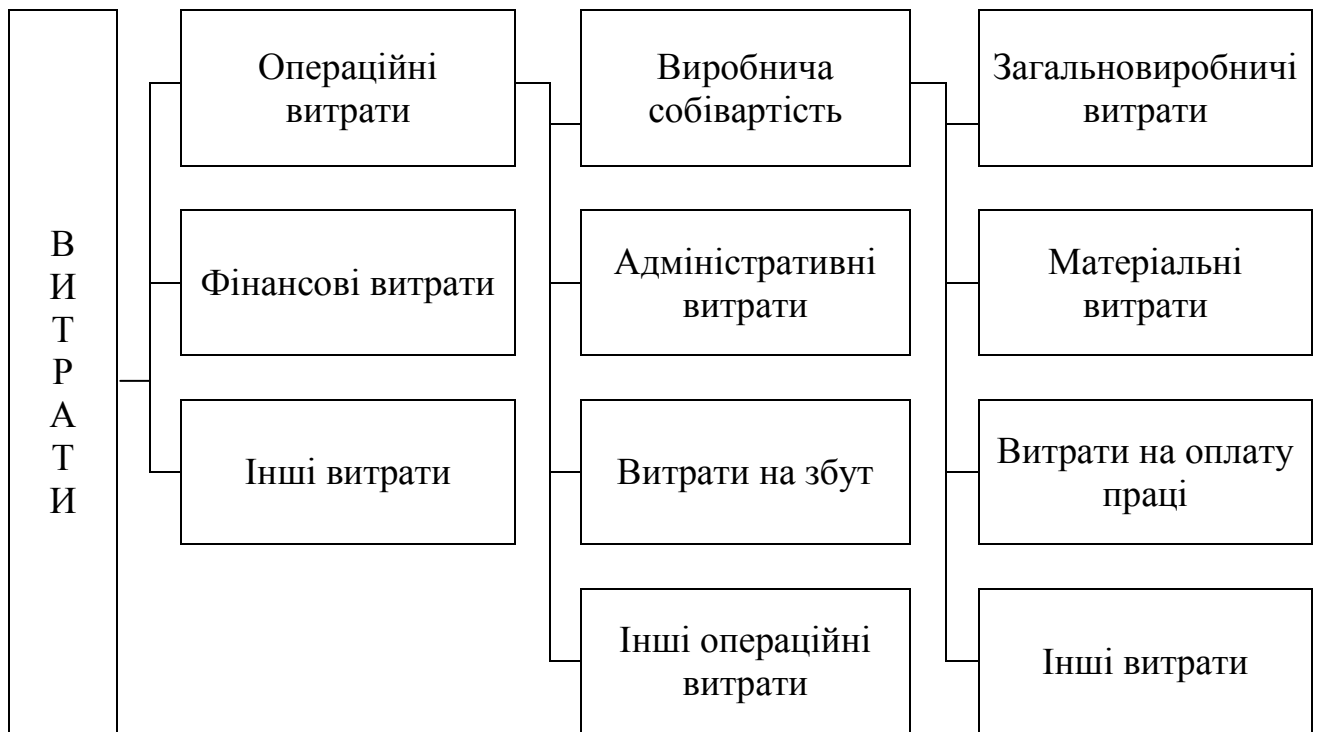 В
И
Т
Р
А
Т
И
Операційні
витрати
Фінансові витрати
Інші витрати
Виробнича
собівартість
Адміністративні
витрати
Витрати на збут
Інші операційні
витрати
Загальновиробничі
витрати
Матеріальні
витрати
Витрати на оплату
праці
Інші витрати